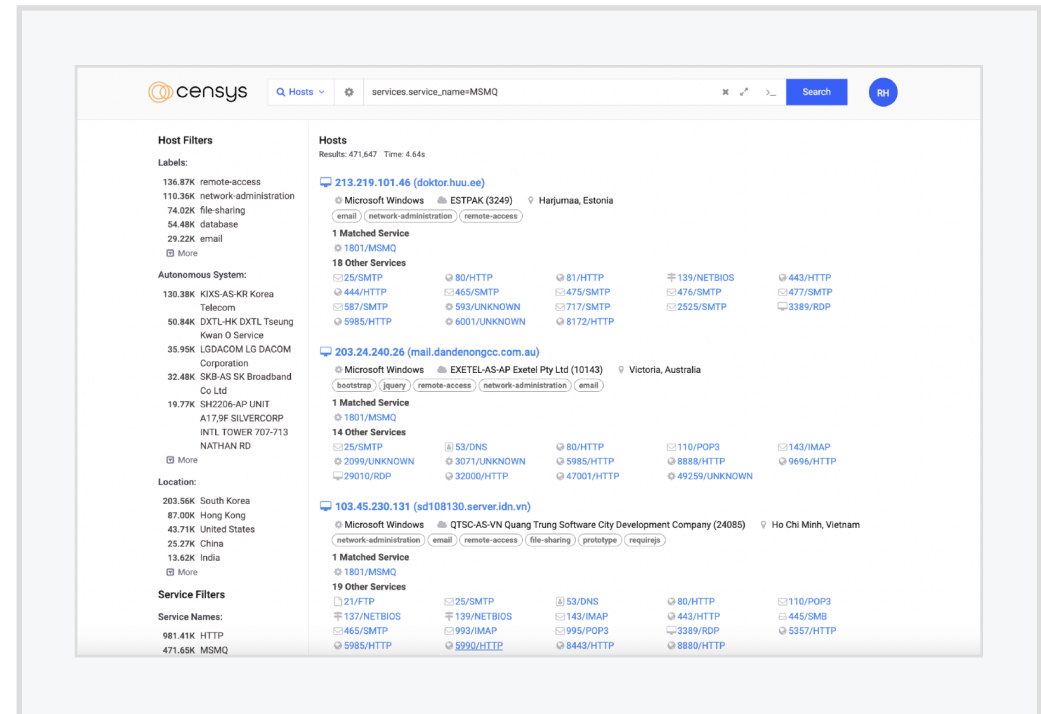 censys
Hosts
services.service_name=MSMQ
>_
Search
RH
Host Filters
Labels:
136.87K remote-access
110.36K network-administration
74.02K file-sharing
54.48K database
29.22K email
More
Autonomous System:
130.38K KIXS-AS-KR Korea
Telecom
50.84K DXTL-HK DXTL Tseung
Kwan O Service
35.95K LGDACOM LG DACOM
Corporation
32.48K SKB-AS SK Broadband
Co Ltd
19.77K SH2206-AP UNIT
A17,9F SILVERCORP
INTL TOWER 707-713
NATHAN RD
More
Location:
203.56K South Korea
87.00K Hong Kong
43.71K United States
25.27K China
13.62K India
More
Service Filters
Service Names:
981.41K HTTP
471.65K MSMQ
Hosts
Results: 471,647 Time: 4.64s
213.219.101.46 (doktor.huu.ee)
Microsoft Windows ESTPAK (3249) Harjumaa, Estonia
email network-administration remote-access
1 Matched Service
1801/MSMQ
18 Other Services
25/SMTP 80/HTTP 81/HTTP 139/NETBIOS 443/HTTP
444/HTTP 465/SMTP 475/SMTP 476/SMTP 477/SMTP
587/SMTP 593/UNKNOWN 717/SMTP 2525/SMTP 3389/RDP
5985/HTTP 6001/UNKNOWN 8172/HTTP
203.24.240.26 (mail.dandenongcc.com.au)
Microsoft Windows EXETEL-AS-AP Exetel Pty Ltd (10143) Victoria, Australia
bootstrap jquery remote-access network-administration email
1 Matched Service
1801/MSMQ
14 Other Services
25/SMTP 53/DNS 80/HTTP 110/POP3 143/IMAP
2099/UNKNOWN 3071/UNKNOWN 5985/HTTP 8888/HTTP 9696/HTTP
29010/RDP 32000/HTTP 47001/HTTP 49259/UNKNOWN
103.45.230.131 (sd108130.server.idn.vn)
Microsoft Windows QTSC-AS-VN Quang Trung Software City Development Company (24085) Ho Chi Minh, Vietnam
network-administration email remote-access file-sharing prototype requirejs
1 Matched Service
1801/MSMQ
19 Other Services
21/FTP 25/SMTP 53/DNS 80/HTTP 110/POP3
137/NETBIOS 139/NETBIOS 143/IMAP 443/HTTP 445/SMB
465/SMTP 993/IMAP 995/POP3 3389/RDP 5357/HTTP
5985/HTTP 5990/HTTP 8443/HTTP 8880/HTTP